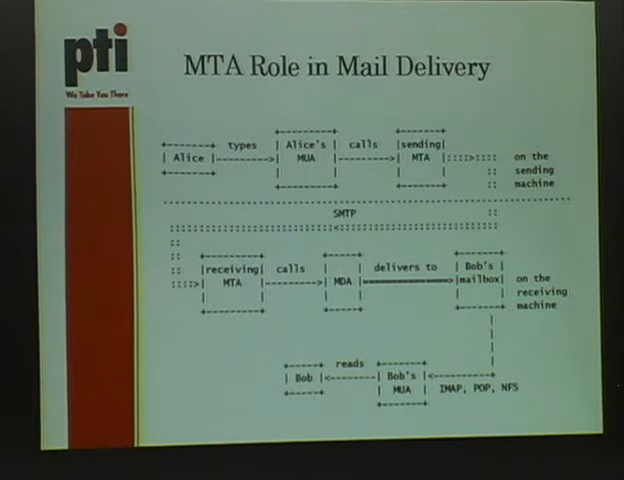 pti
We Take You There
MTA Role in Mail Delivery
Alice
types
Alice's
MUA
calls
sending
MTA
on the
sending
machine
SMTP
receiving
MTA
calls
MDA
delivers to
Bob's
mailbox
on the
receiving
machine
Bob
reads
Bob's
MUA
IMAP, POP, NFS